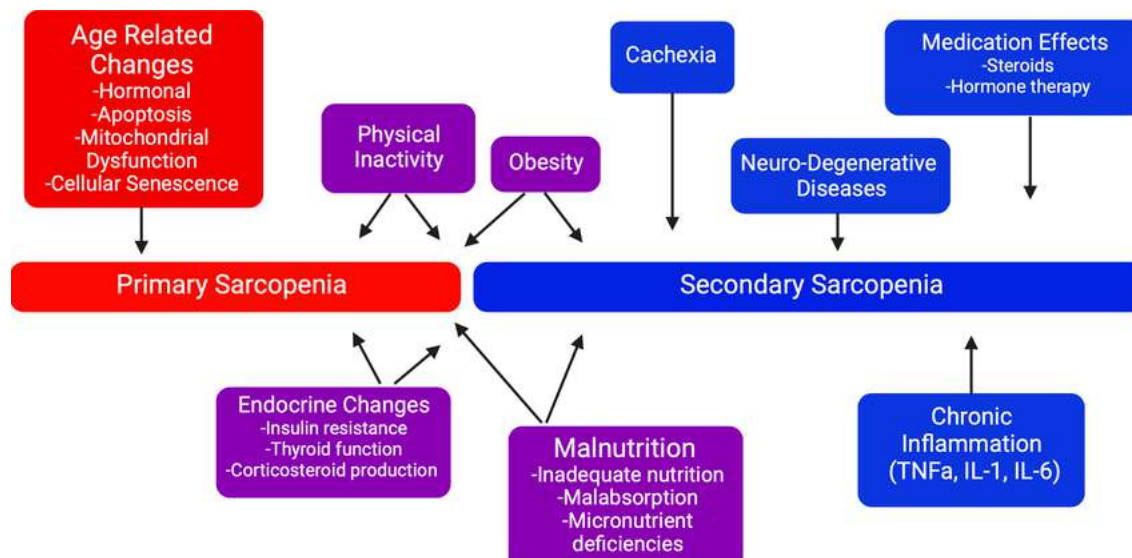 Age Related
Changes
-Hormonal
-Apoptosis
-Mitochondrial
Dysfunction
-Cellular Senescence
Physical
Inactivity
Obesity
Cachexia
Neuro-Degenerative
Diseases
Medication Effects
-Steroids
-Hormone therapy
Primary Sarcopenia
Secondary Sarcopenia
Endocrine Changes
-Insulin resistance
-Thyroid function
-Corticosteroid production
Malnutrition
-Inadequate nutrition
-Malabsorption
-Micronutrient
deficiencies
Chronic
Inflammation
(TNFa, IL-1, IL-6)